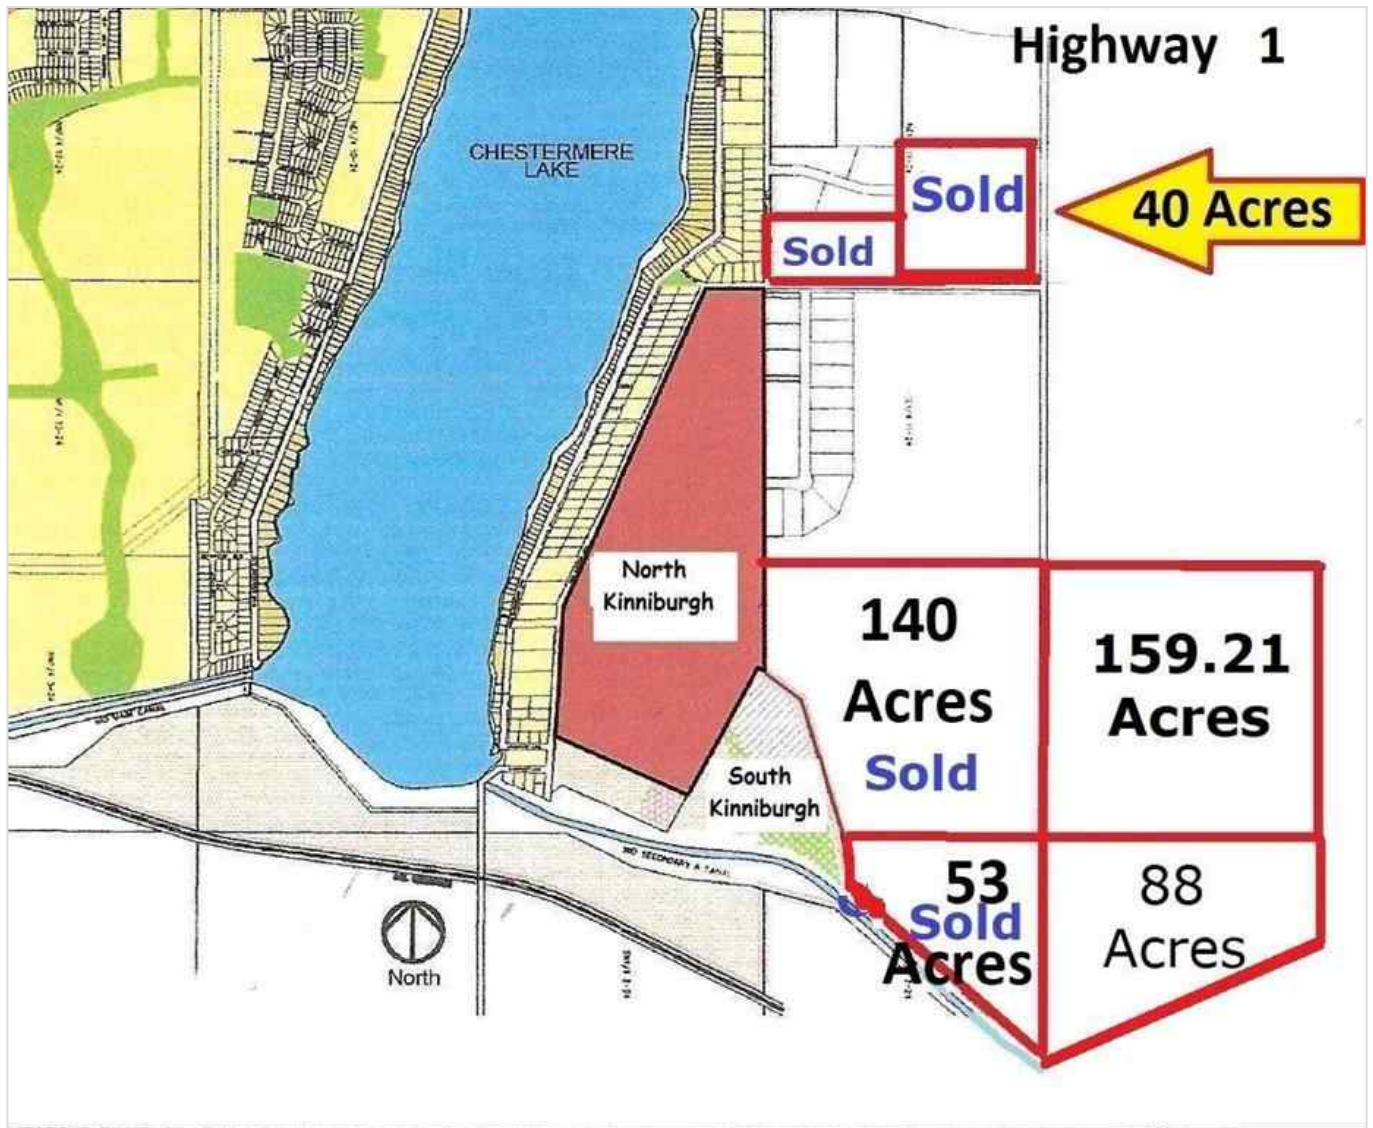 Highway 1
CHESTERMERE
LAKE
Sold
40 Acres
Sold
North
Kinniburgh
140
Acres
Sold
159.21
Acres
South
Kinniburgh
53
Sold
Acres
88
Acres
North